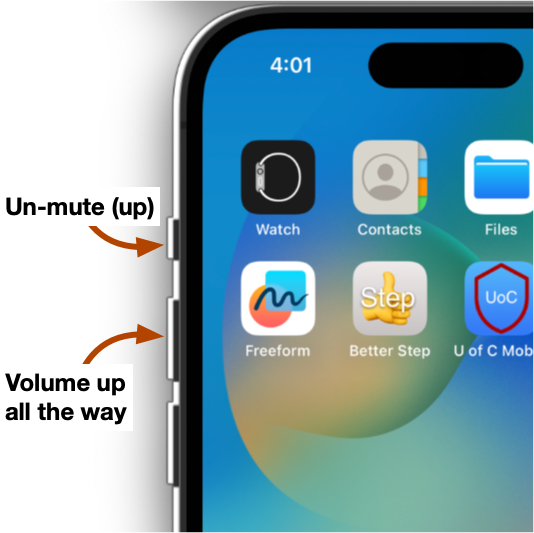 4:01
Un-mute (up)
Watch
Contacts
Files
Step
UoC
Freeform
Better Step
U of C Mob
Volume up
all the way